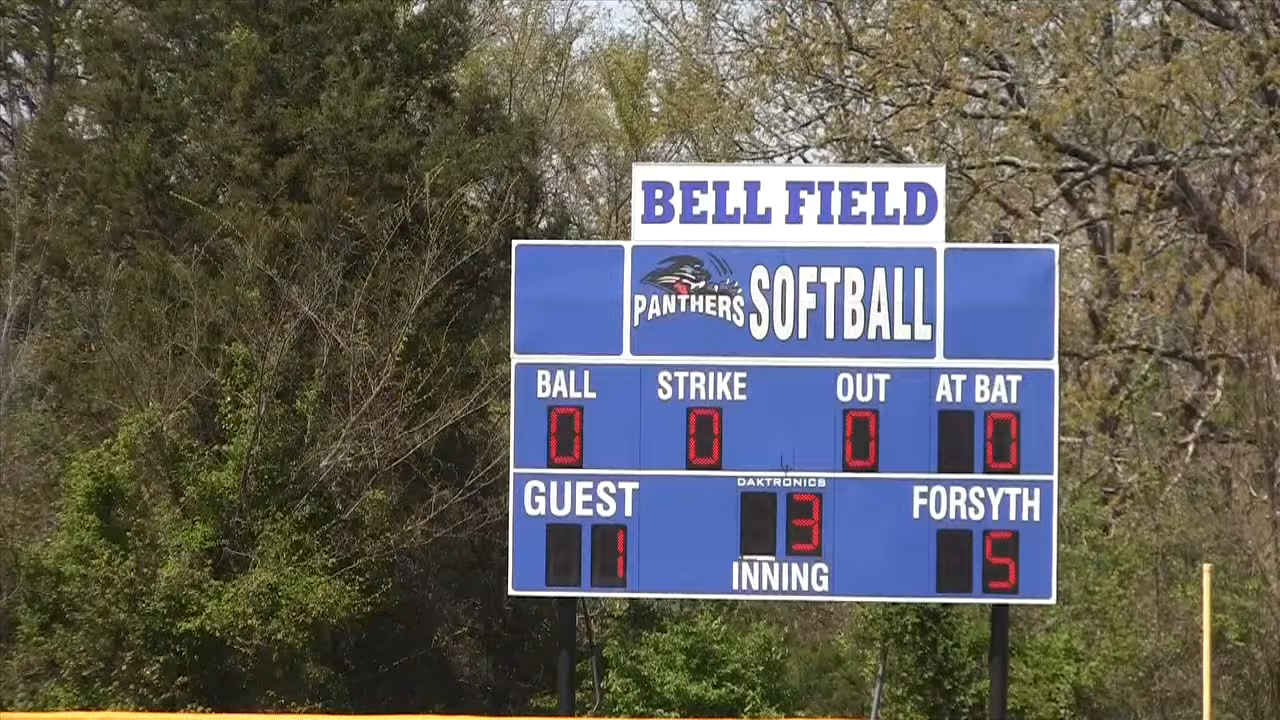 BELL FIELD
PANTHERS SOFTBALL
BALL STRIKE OUT AT BAT
0 0 0 0
GUEST DAKTRONICS FORSYTH
1 3 5
INNING